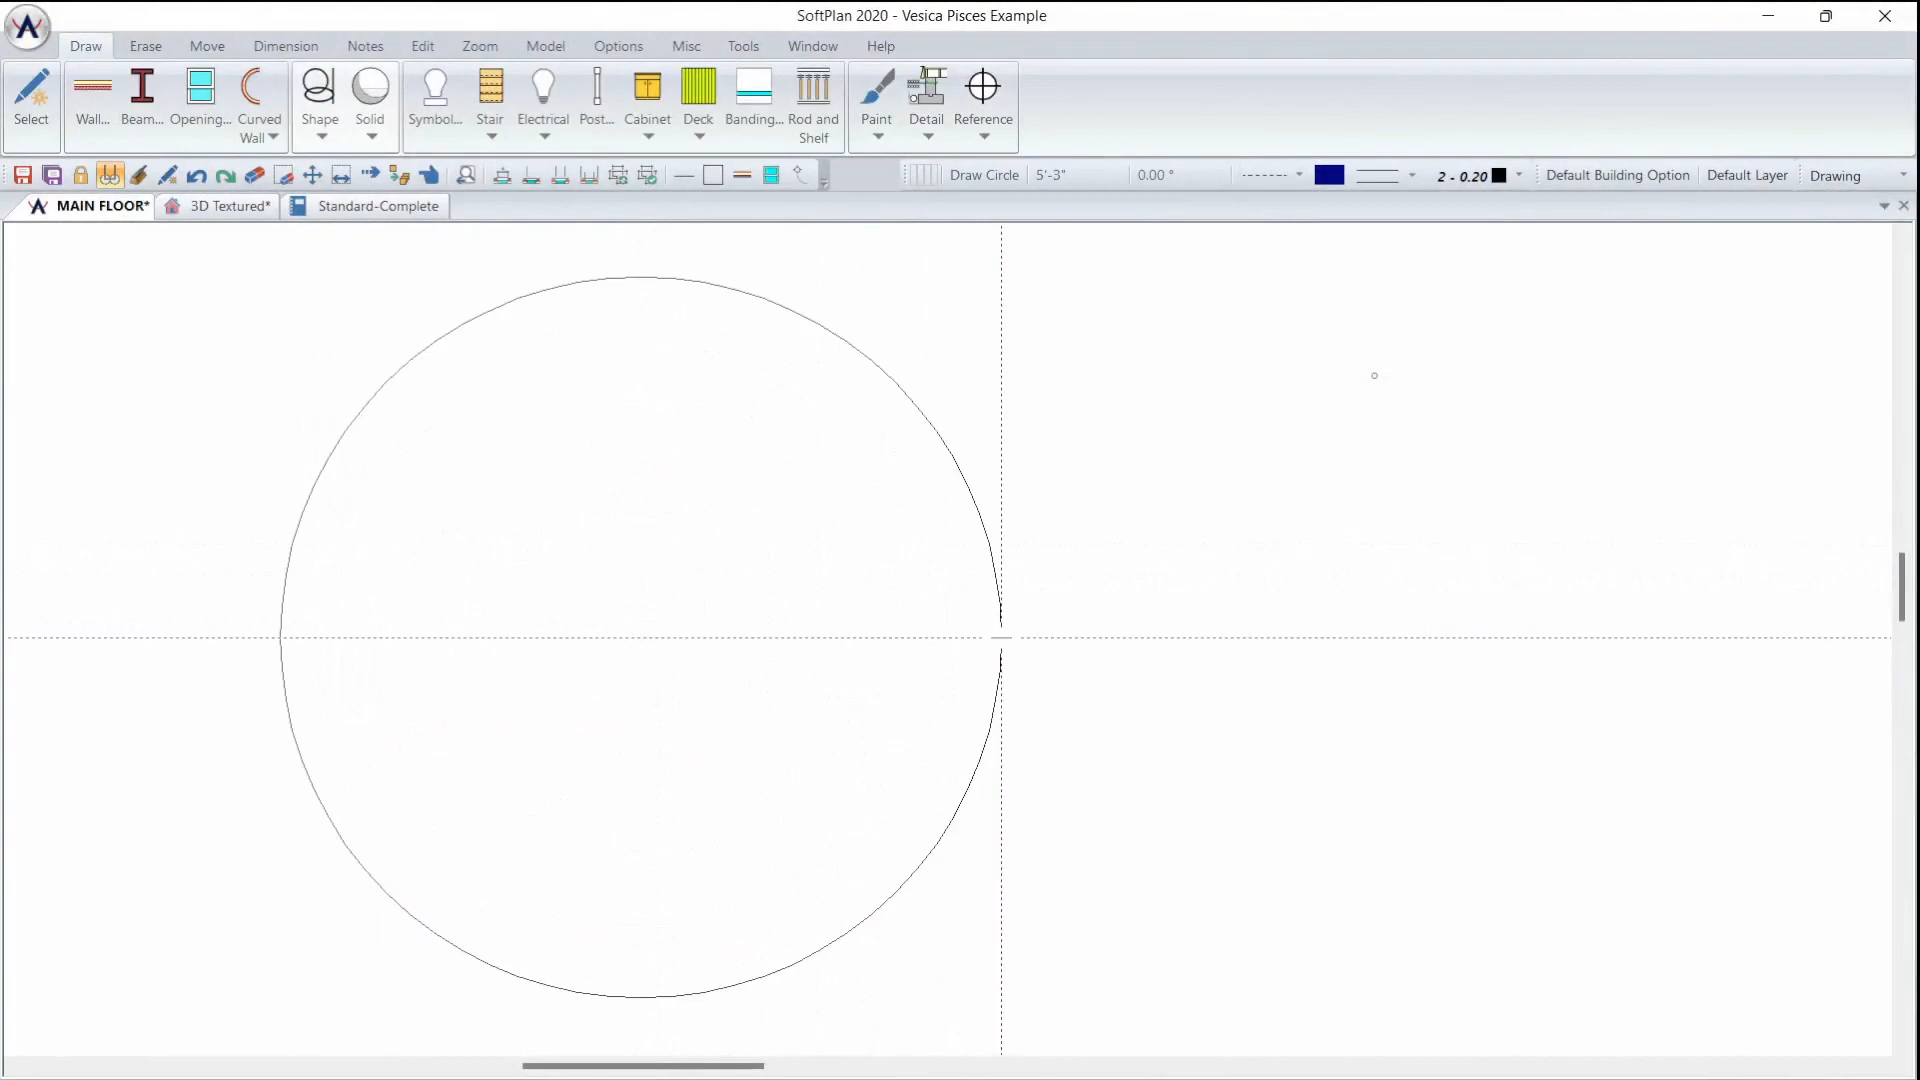 SoftPlan 2020 - Vesica Pisces Example
Draw Erase Move Dimension Notes Edit Zoom Model Options Misc Tools Window Help
Select Wall... Beam... Opening... Curved Wall Shape Solid Symbol... Stair Electrical Post... Cabinet Deck Banding... Rod and Shelf Paint Detail Reference
Draw Circle 5'-3" 0.00 ° 2 - 0.20 Default Building Option Default Layer Drawing
MAIN FLOOR* 3D Textured* Standard-Complete